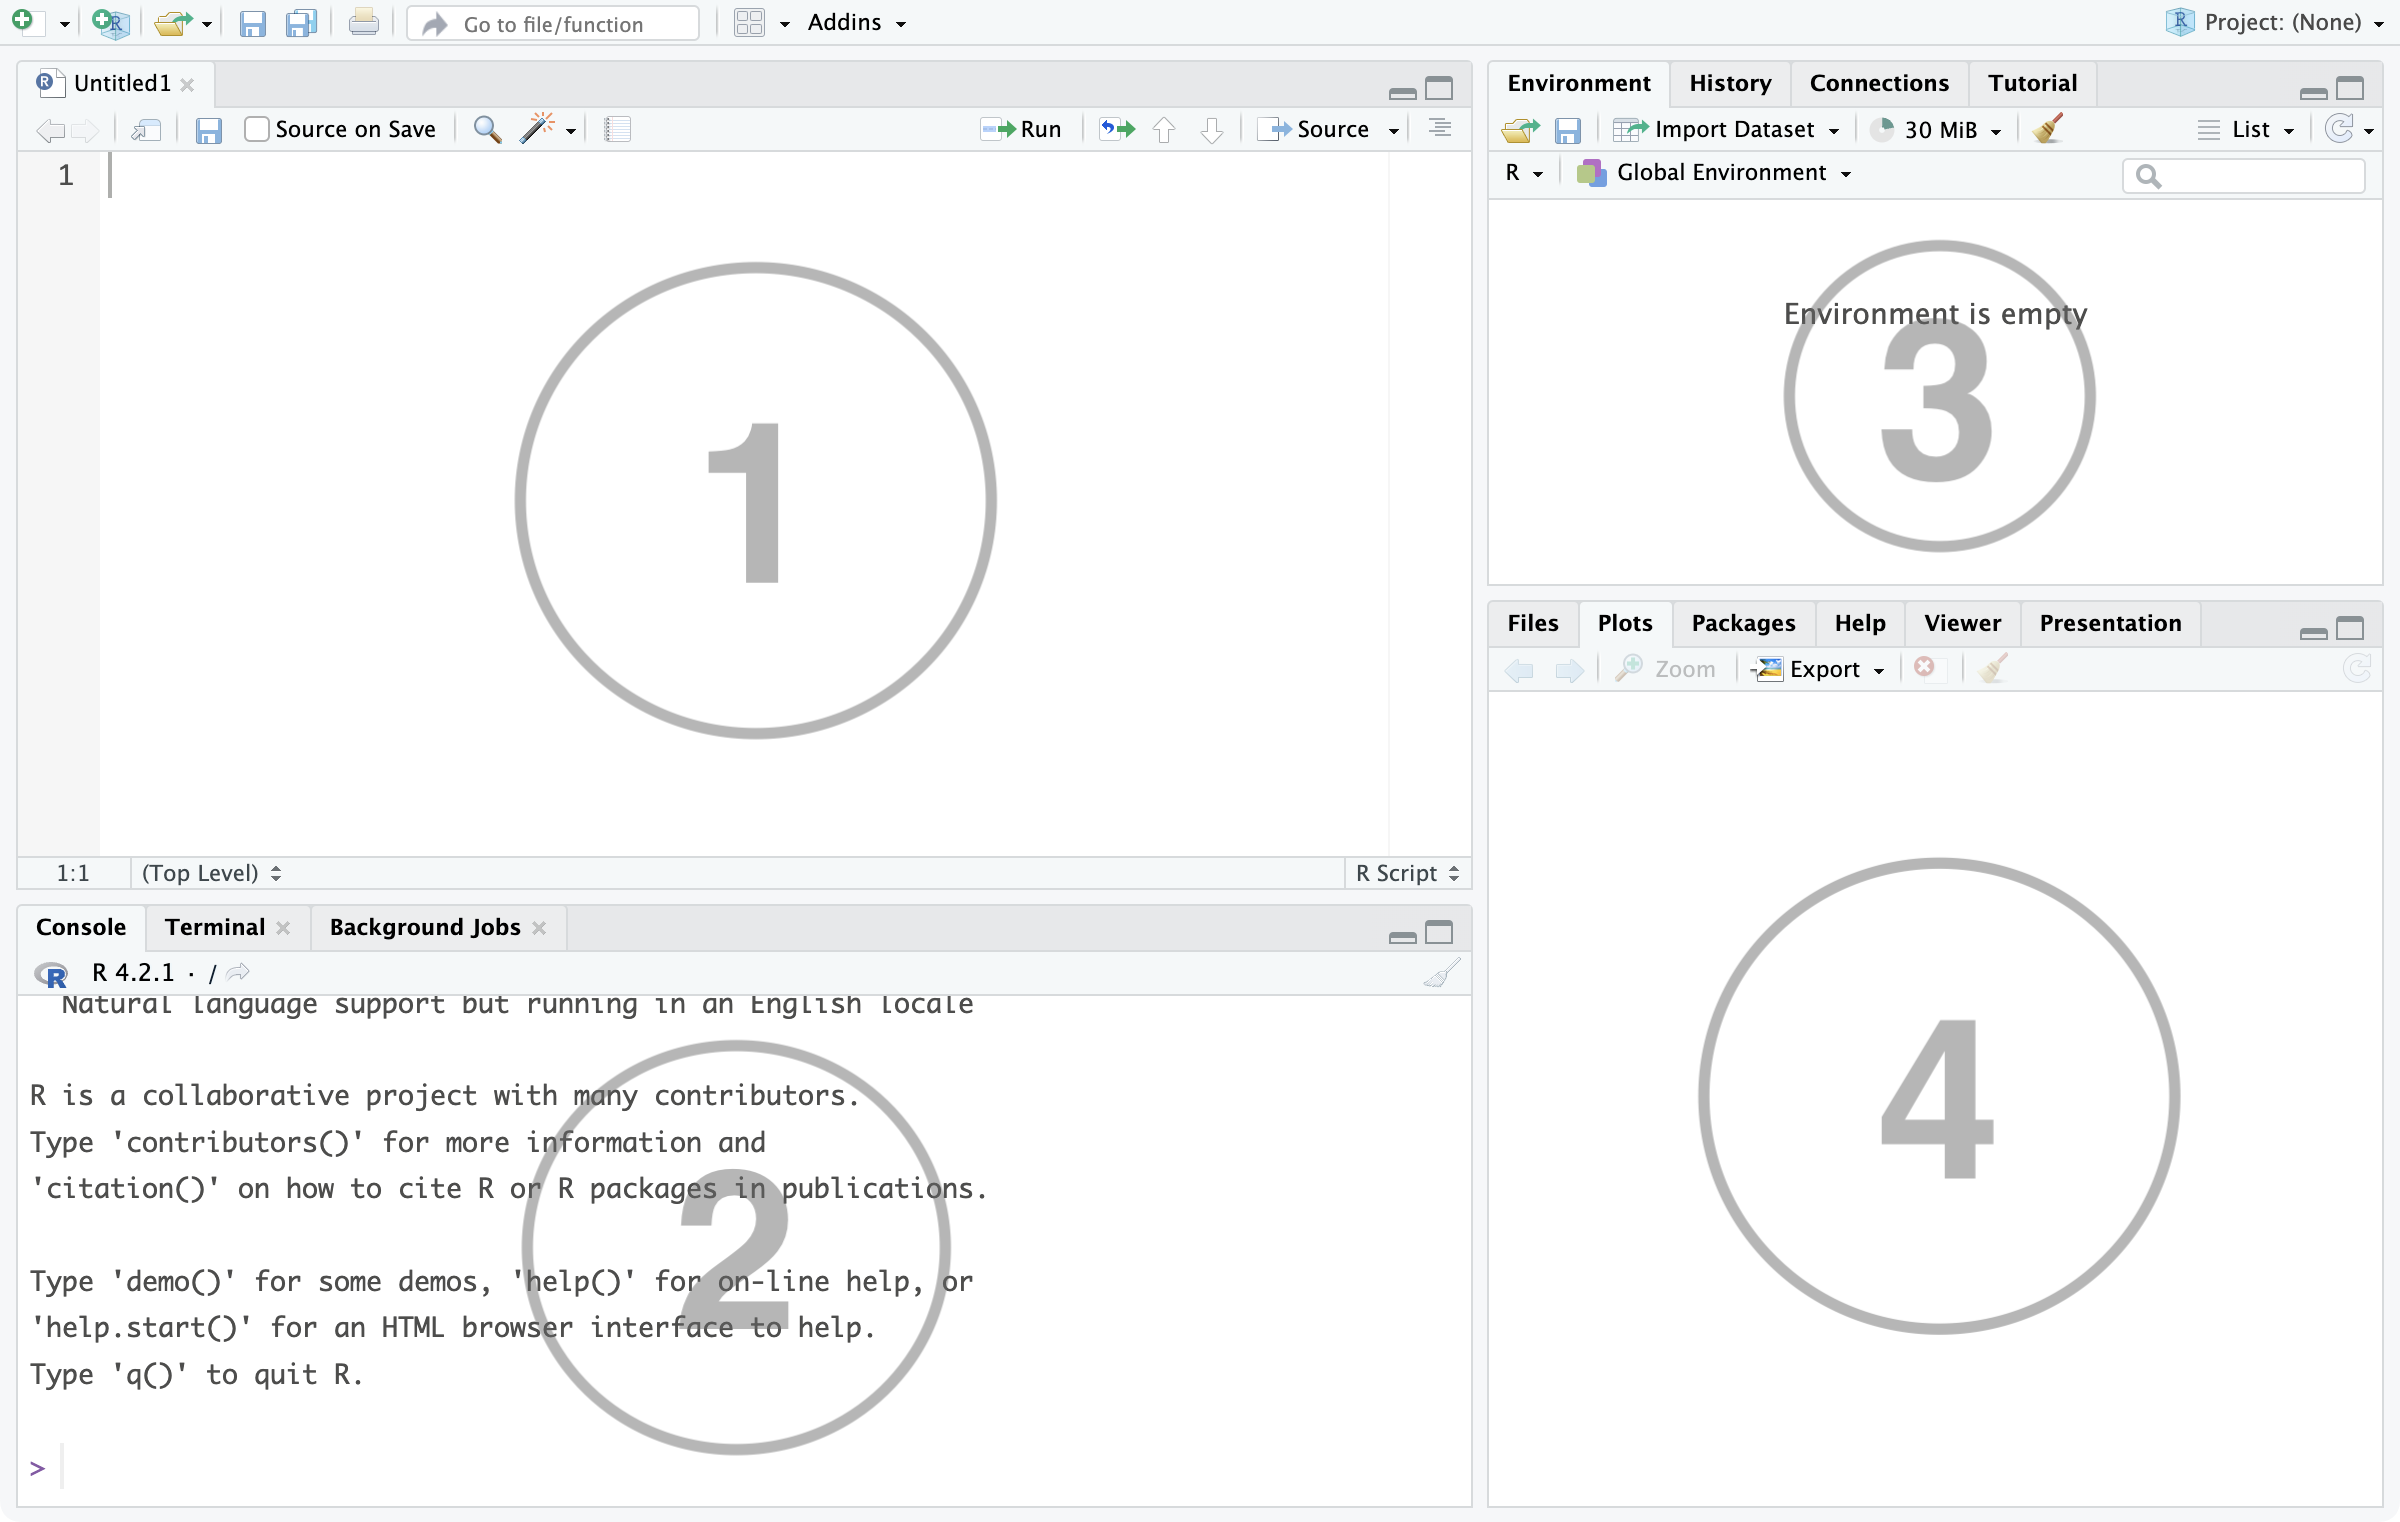 Go to file/function
Addins
Project: (None)
Untitled1
Source on Save
Run
Source
1
1
1:1
(Top Level)
R Script
Console
Terminal
Background Jobs
R 4.2.1 · /
Natural language support but running in an English locale
R is a collaborative project with many contributors.
Type 'contributors()' for more information and
'citation()' on how to cite R or R packages in publications.
Type 'demo()' for some demos, 'help()' for on-line help, or
'help.start()' for an HTML browser interface to help.
Type 'q()' to quit R.
>
2
Environment
History
Connections
Tutorial
Import Dataset
30 MiB
List
R
Global Environment
Environment is empty
3
Files
Plots
Packages
Help
Viewer
Presentation
Zoom
Export
4